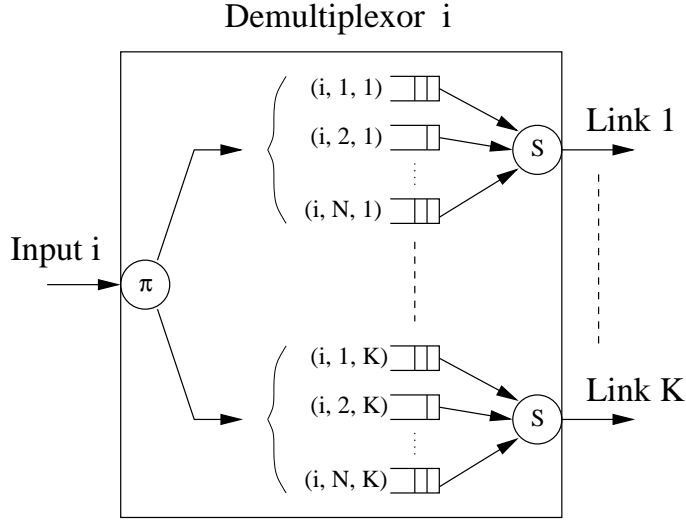 Demultiplexor i
(i, 1, 1)
(i, 2, 1)
(i, N, 1)
S
Link 1
Input i
π
(i, 1, K)
(i, 2, K)
(i, N, K)
S
Link K